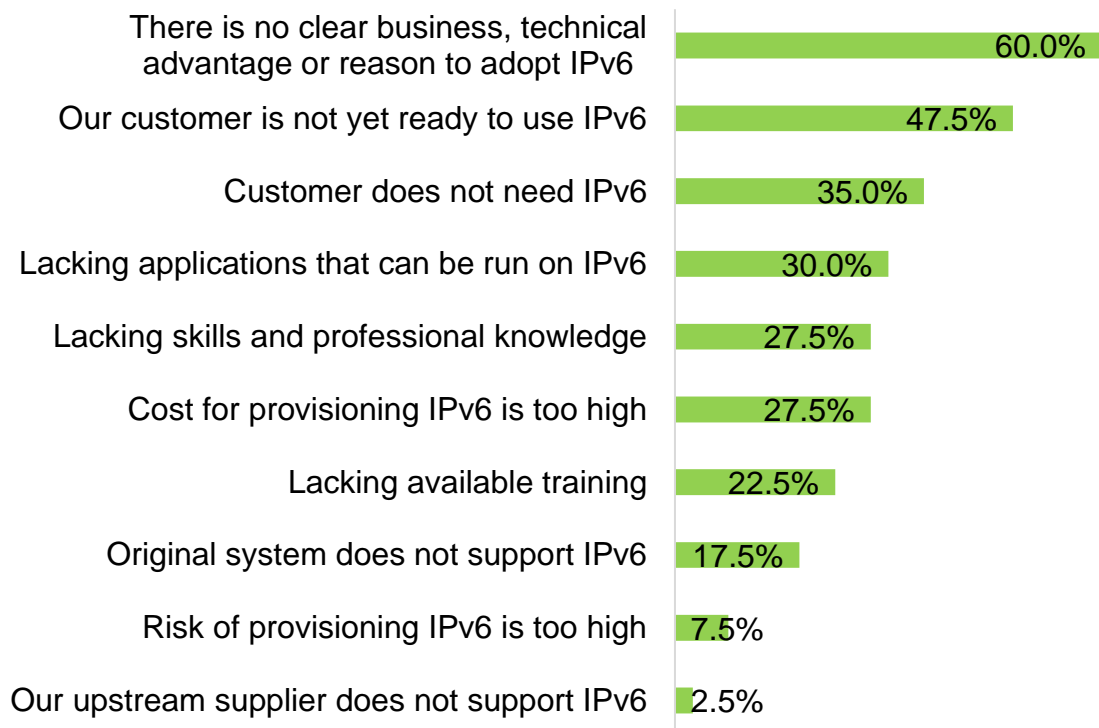 There is no clear business, technical
advantage or reason to adopt IPv6
60.0%
Our customer is not yet ready to use IPv6
47.5%
Customer does not need IPv6
35.0%
Lacking applications that can be run on IPv6
30.0%
Lacking skills and professional knowledge
27.5%
Cost for provisioning IPv6 is too high
27.5%
Lacking available training
22.5%
Original system does not support IPv6
17.5%
Risk of provisioning IPv6 is too high
7.5%
Our upstream supplier does not support IPv6
2.5%